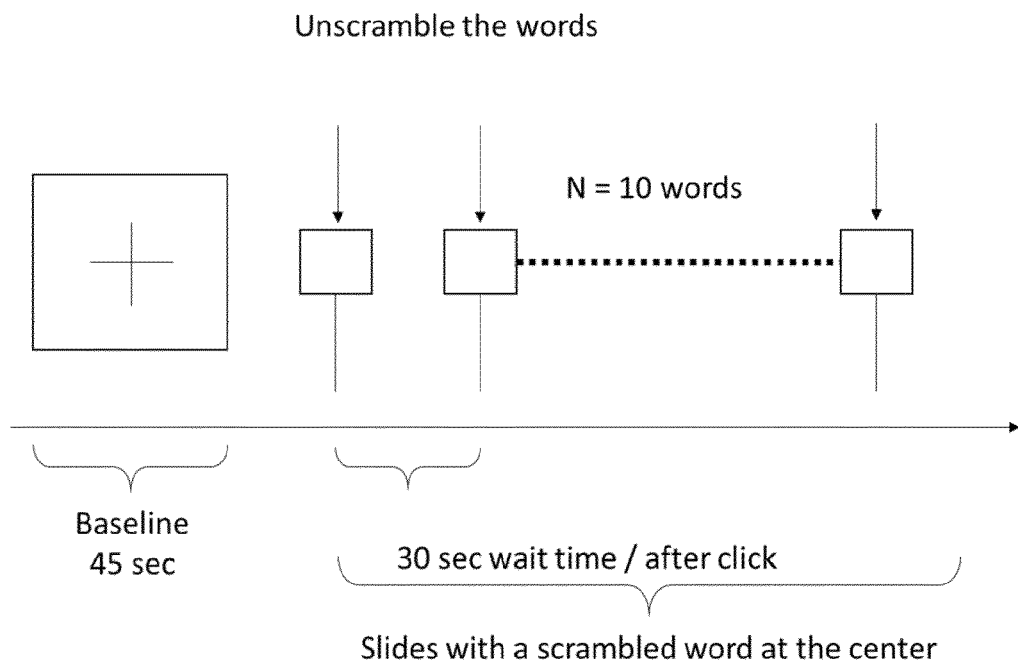 Unscramble the words
N = 10 words
Baseline
45 sec
30 sec wait time / after click
Slides with a scrambled word at the center